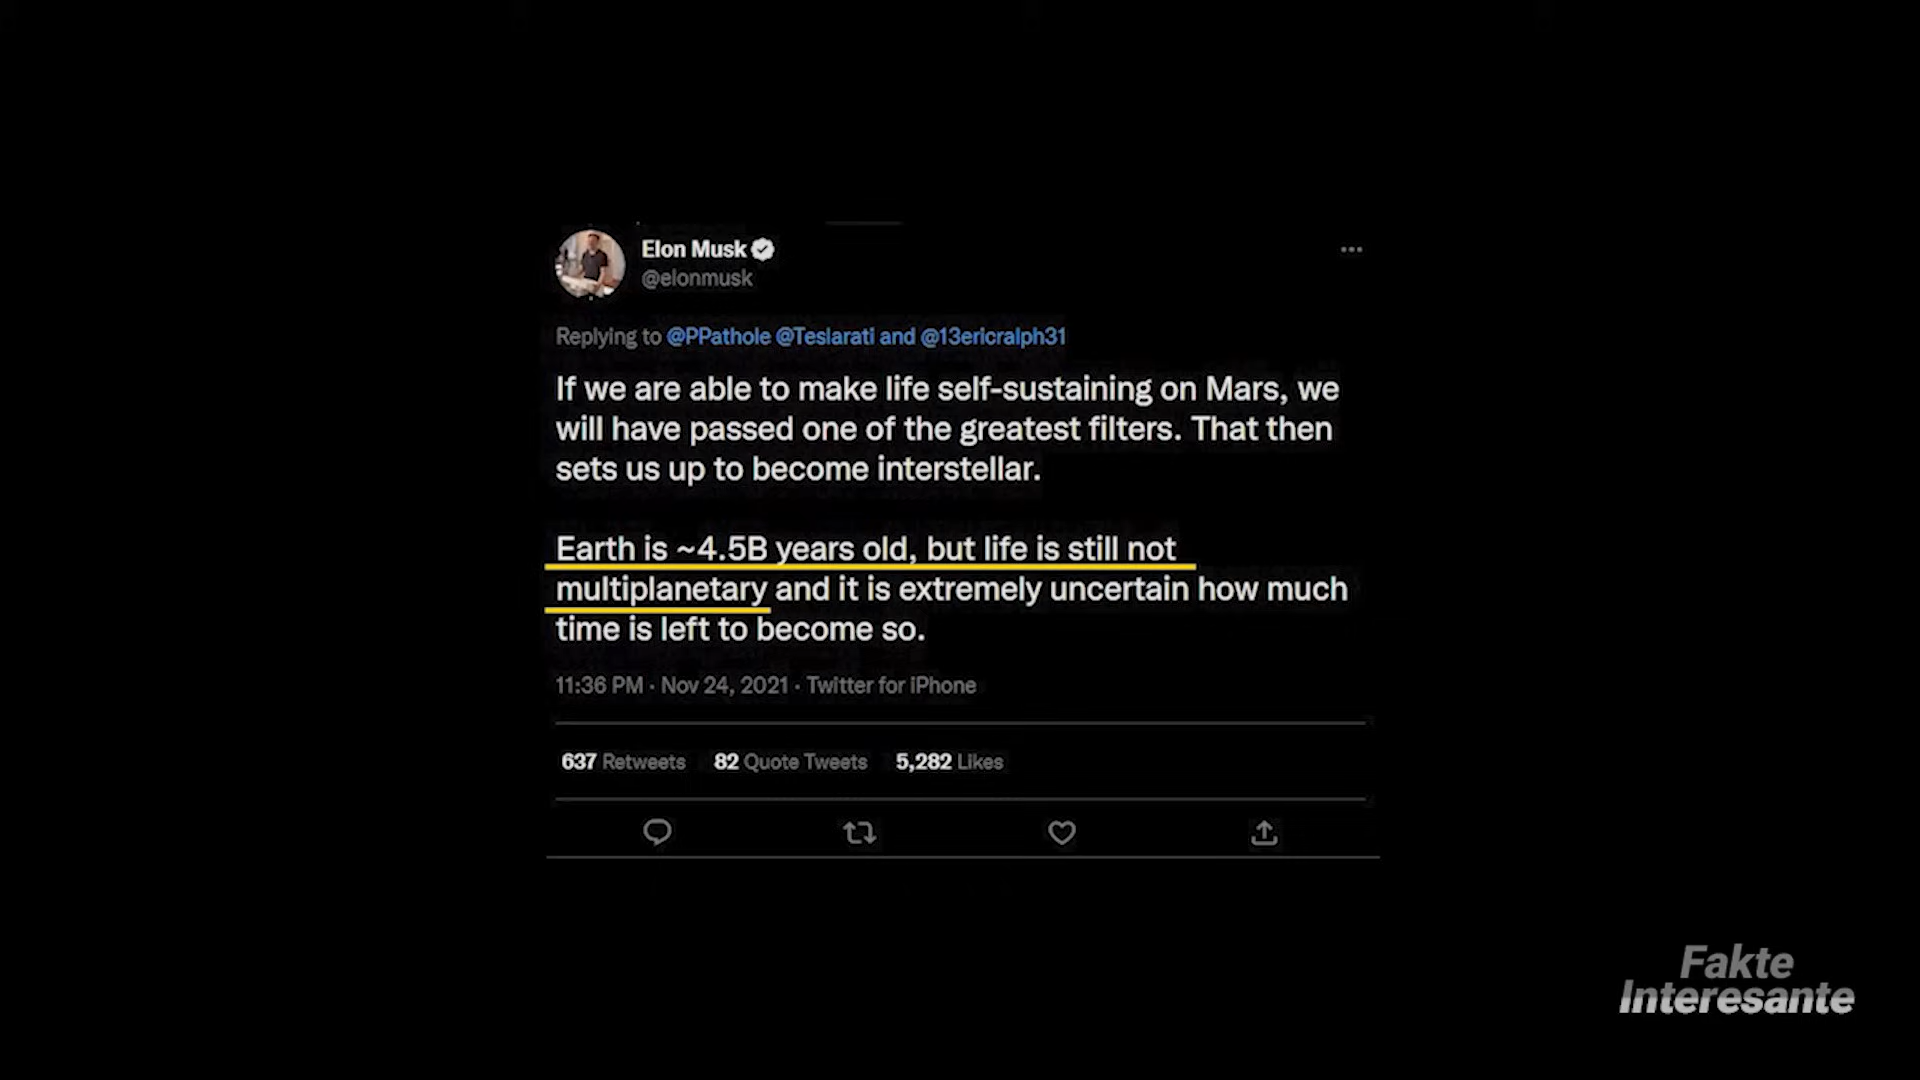 Elon Musk
@elonmusk
Replying to @PPathole @Teslarati and @13ericralph31
If we are able to make life self-sustaining on Mars, we
will have passed one of the greatest filters. That then
sets us up to become interstellar.
Earth is ~4.5B years old, but life is still not
multiplanetary and it is extremely uncertain how much
time is left to become so.
11:36 PM · Nov 24, 2021 · Twitter for iPhone
637 Retweets 82 Quote Tweets 5,282 Likes
Fakte
Interesante